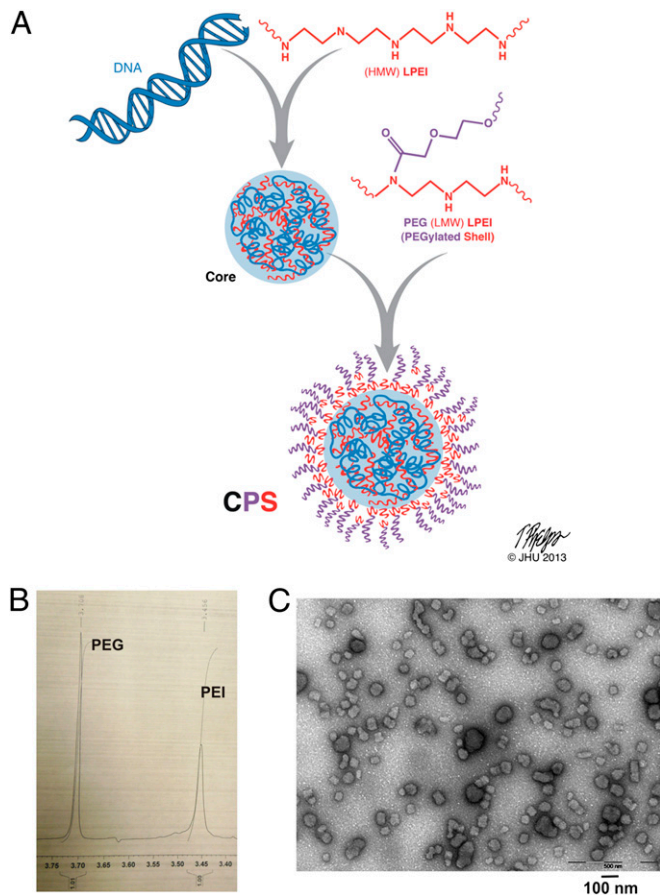 A
DNA
N
H
N
N
H
H
N
N
H
(HMW) LPEI
O
O
O
N
H
N
N
H
PEG (LMW) LPEI
(PEGylated Shell)
Core
CPS
© JHU 2013
B
PEG
PEI
3.75 3.70 3.65 3.60 3.55 3.50 3.45 3.40
C
500 nm
100 nm